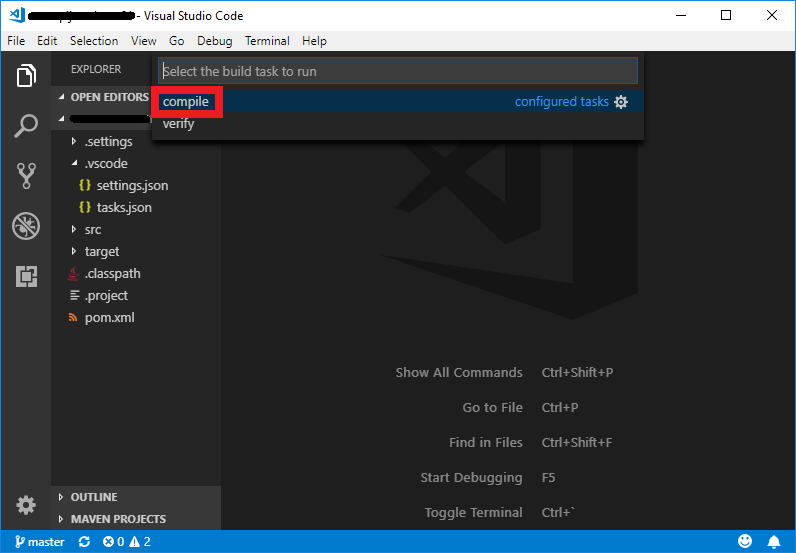 - Visual Studio Code
File Edit Selection View Go Debug Terminal Help
EXPLORER
Select the build task to run
OPEN EDITORS
compile configured tasks
verify
.settings
.vscode
{} settings.json
{} tasks.json
src
target
.classpath
.project
pom.xml
Show All Commands Ctrl+Shift+P
Go to File Ctrl+P
Find in Files Ctrl+Shift+F
Start Debugging F5
Toggle Terminal Ctrl+`
OUTLINE
MAVEN PROJECTS
master 0 2